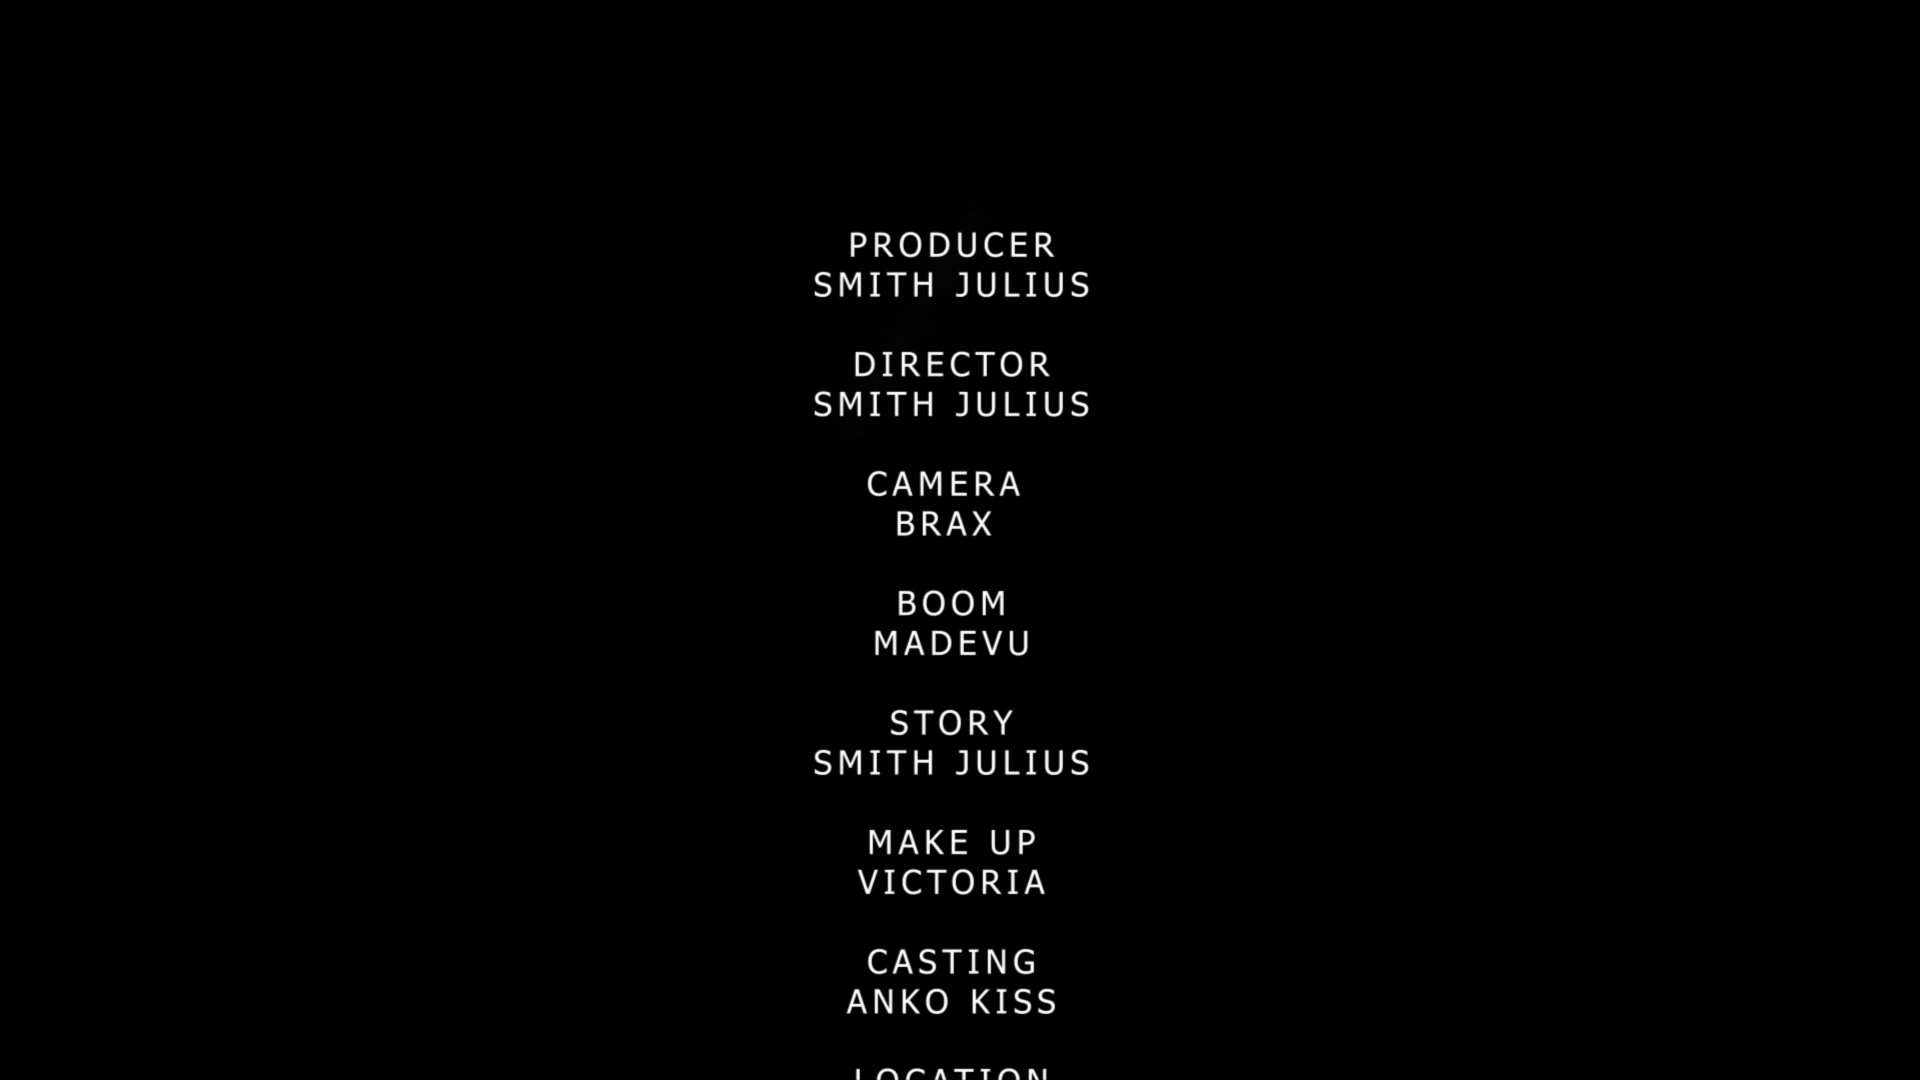 PRODUCER
SMITH JULIUS
DIRECTOR
SMITH JULIUS
CAMERA
BRAX
BOOM
MADEVU
STORY
SMITH JULIUS
MAKE UP
VICTORIA
CASTING
ANKO KISS
LOCATION